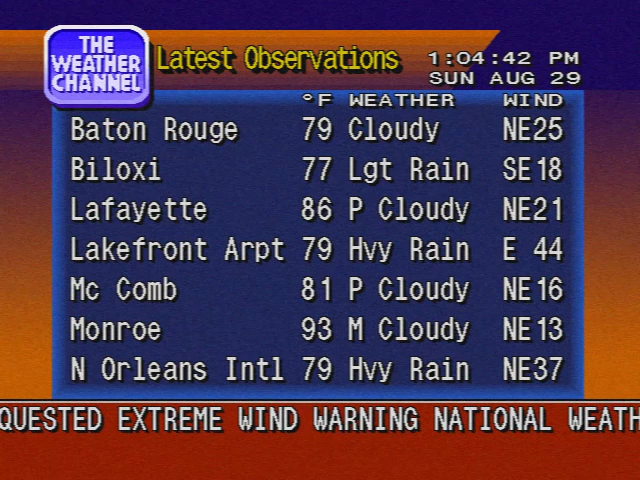 THE
WEATHER
CHANNEL
Latest Observations
1:04:42 PM
SUN AUG 29
°F WEATHER WIND
Baton Rouge 79 Cloudy NE25
Biloxi 77 Lgt Rain SE18
Lafayette 86 P Cloudy NE21
Lakefront Arpt 79 Hvy Rain E 44
Mc Comb 81 P Cloudy NE16
Monroe 93 M Cloudy NE13
N Orleans Intl 79 Hvy Rain NE37
QUESTED EXTREME WIND WARNING NATIONAL WEATH